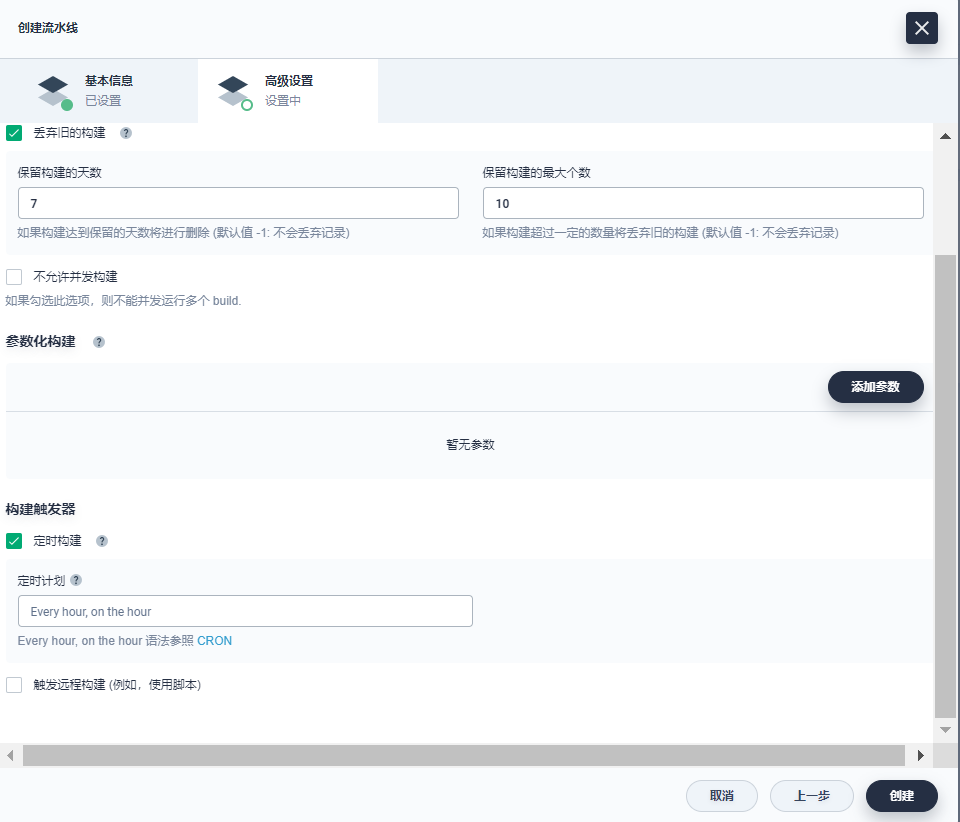 创建流水线
基本信息
已设置
高级设置
设置中
丢弃旧的构建 ?
保留构建的天数
7
如果构建达到保留的天数将进行删除 (默认值 -1: 不会丢弃记录)
保留构建的最大个数
10
如果构建超过一定的数量将丢弃旧的构建 (默认值 -1: 不会丢弃记录)
不允许并发构建
如果勾选此选项，则不能并发运行多个 build.
参数化构建 ?
添加参数
暂无参数
构建触发器
定时构建 ?
定时计划 ?
Every hour, on the hour
Every hour, on the hour 语法参照 CRON
触发远程构建 (例如，使用脚本)
取消
上一步
创建